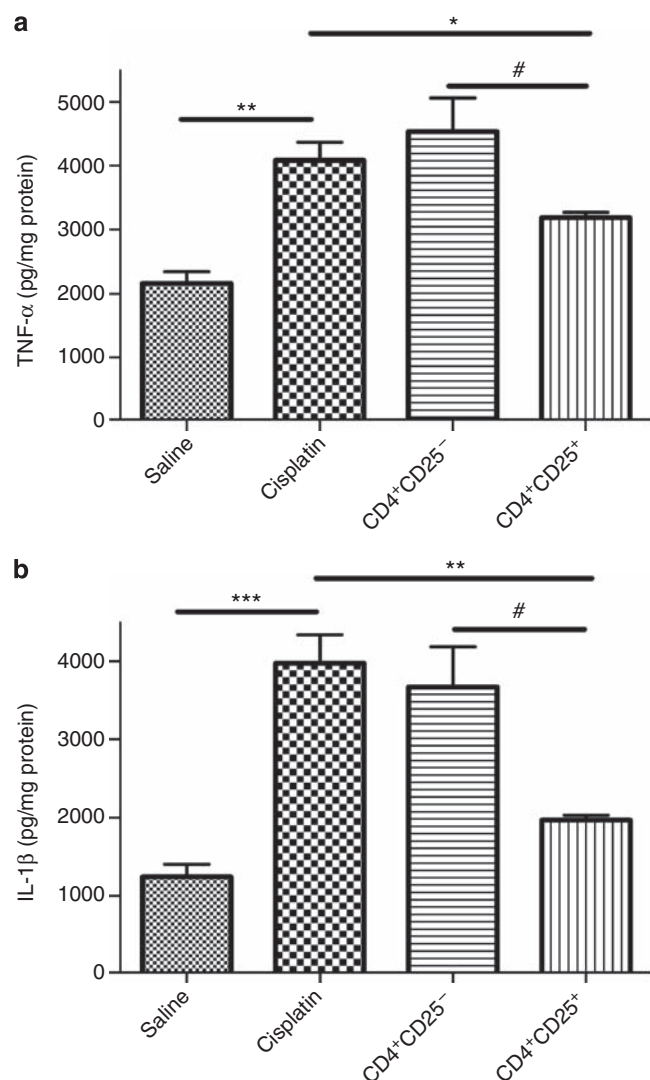 a
*
#
**
5000
4000
3000
2000
1000
0
TNF-α (pg/mg protein)
Saline
Cisplatin
CD4⁺CD25⁻
CD4⁺CD25⁺
b
**
***
#
4000
3000
2000
1000
0
IL-1β (pg/mg protein)
Saline
Cisplatin
CD4⁺CD25⁻
CD4⁺CD25⁺